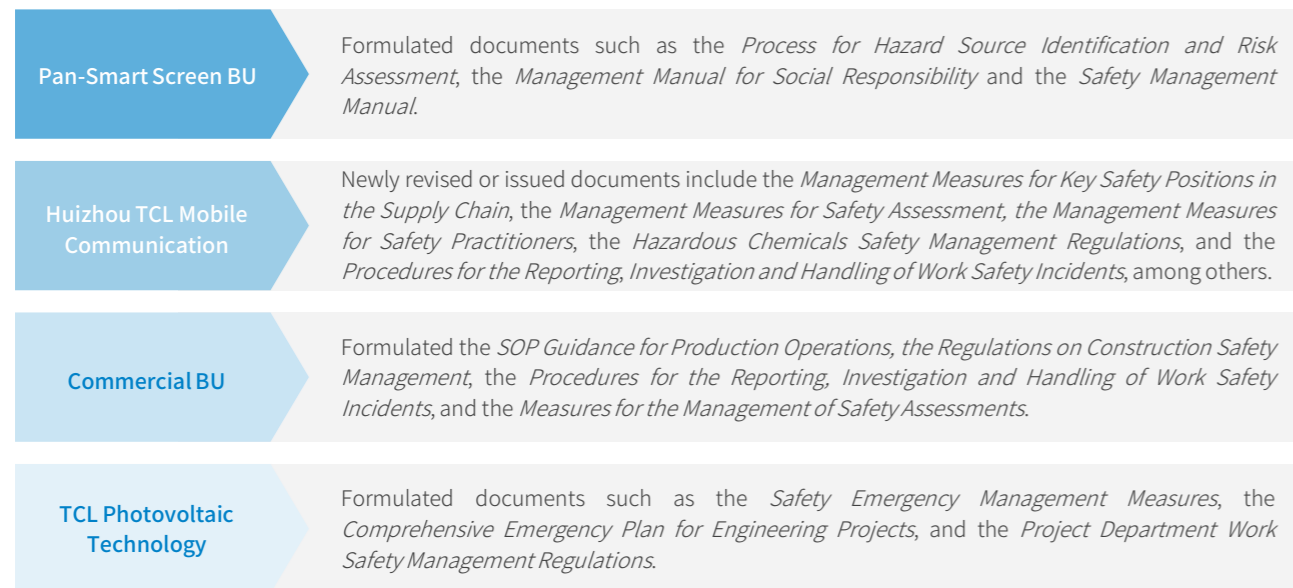 Pan-Smart Screen BU
Formulated documents such as the Process for Hazard Source Identification and Risk
Assessment, the Management Manual for Social Responsibility and the Safety Management
Manual.
Huizhou TCL Mobile
Communication
Newly revised or issued documents include the Management Measures for Key Safety Positions in
the Supply Chain, the Management Measures for Safety Assessment, the Management Measures
for Safety Practitioners, the Hazardous Chemicals Safety Management Regulations, and the
Procedures for the Reporting, Investigation and Handling of Work Safety Incidents, among others.
Commercial BU
Formulated the SOP Guidance for Production Operations, the Regulations on Construction Safety
Management, the Procedures for the Reporting, Investigation and Handling of Work Safety
Incidents, and the Measures for the Management of Safety Assessments.
TCL Photovoltaic
Technology
Formulated documents such as the Safety Emergency Management Measures, the
Comprehensive Emergency Plan for Engineering Projects, and the Project Department Work
Safety Management Regulations.